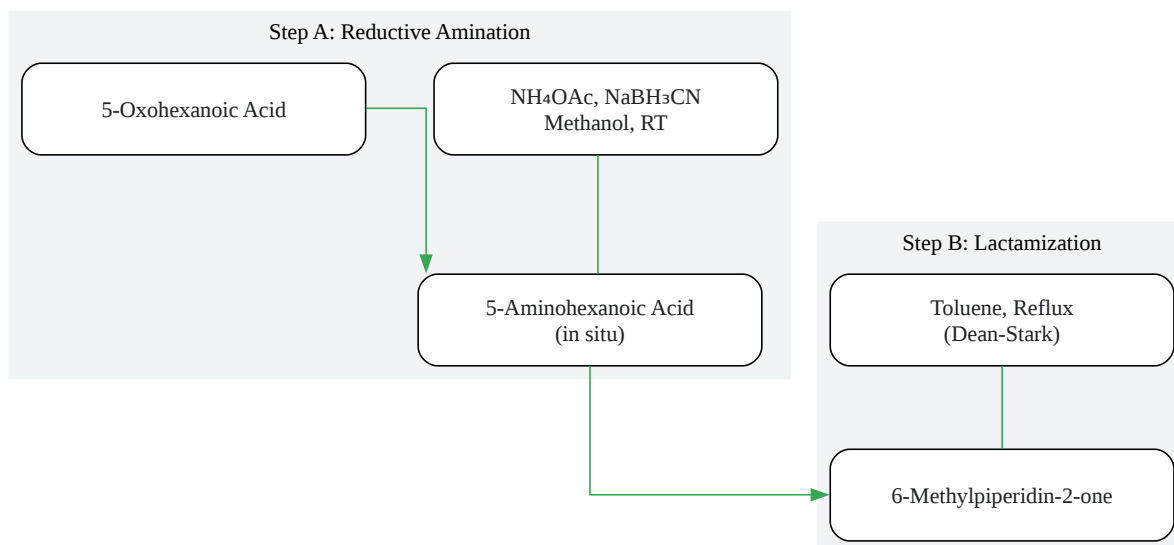 Step A: Reductive Amination
5-Oxohexanoic Acid
NH₄OAc, NaBH₃CN
Methanol, RT
5-Aminohexanoic Acid
(in situ)
Step B: Lactamization
Toluene, Reflux
(Dean-Stark)
6-Methylpiperidin-2-one